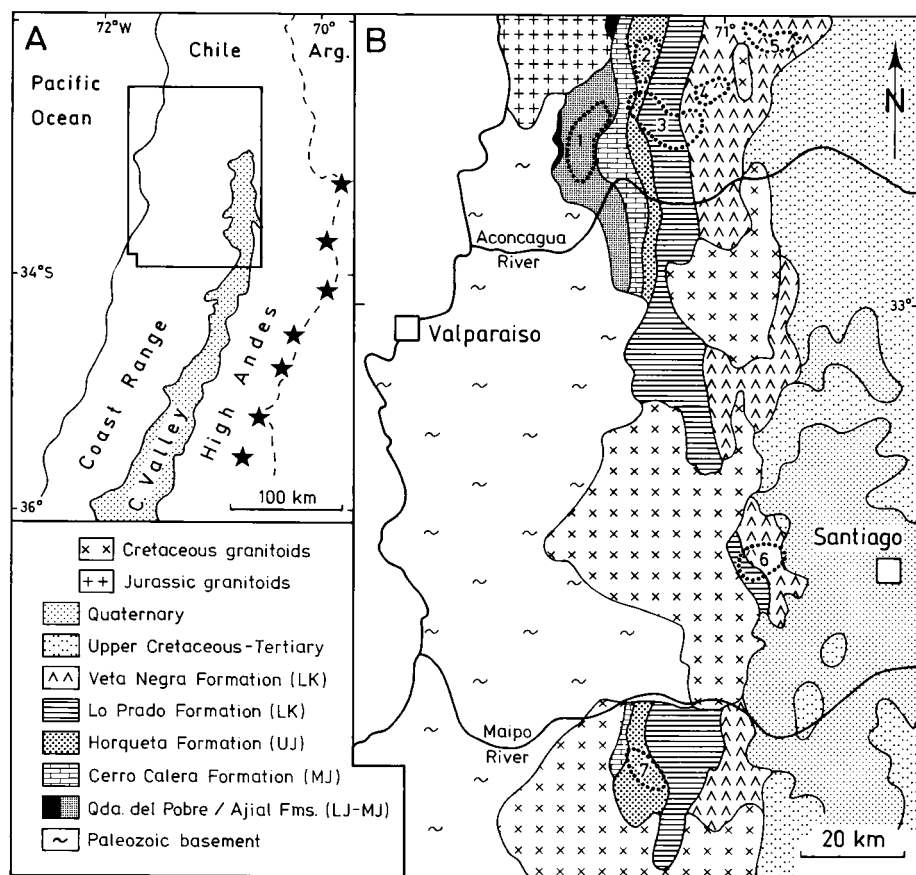 A
72°W
Chile
70°
Arg.
Pacific
Ocean
34°S
Coast Range
C Valley
High Andes
36°
100 km
B
71°
N
5
2
4
3
1
Aconcagua
River
33°
Valparaiso
Santiago
6
Maipo
River
7
20 km
x x Cretaceous granitoids
++ Jurassic granitoids
Quaternary
Upper Cretaceous-Tertiary
^ ^ Veta Negra Formation (LK)
Lo Prado Formation (LK)
Horqueta Formation (UJ)
Cerro Calera Formation (MJ)
Qda. del Pobre / Ajial Fms. (LJ-MJ)
~ Paleozoic basement